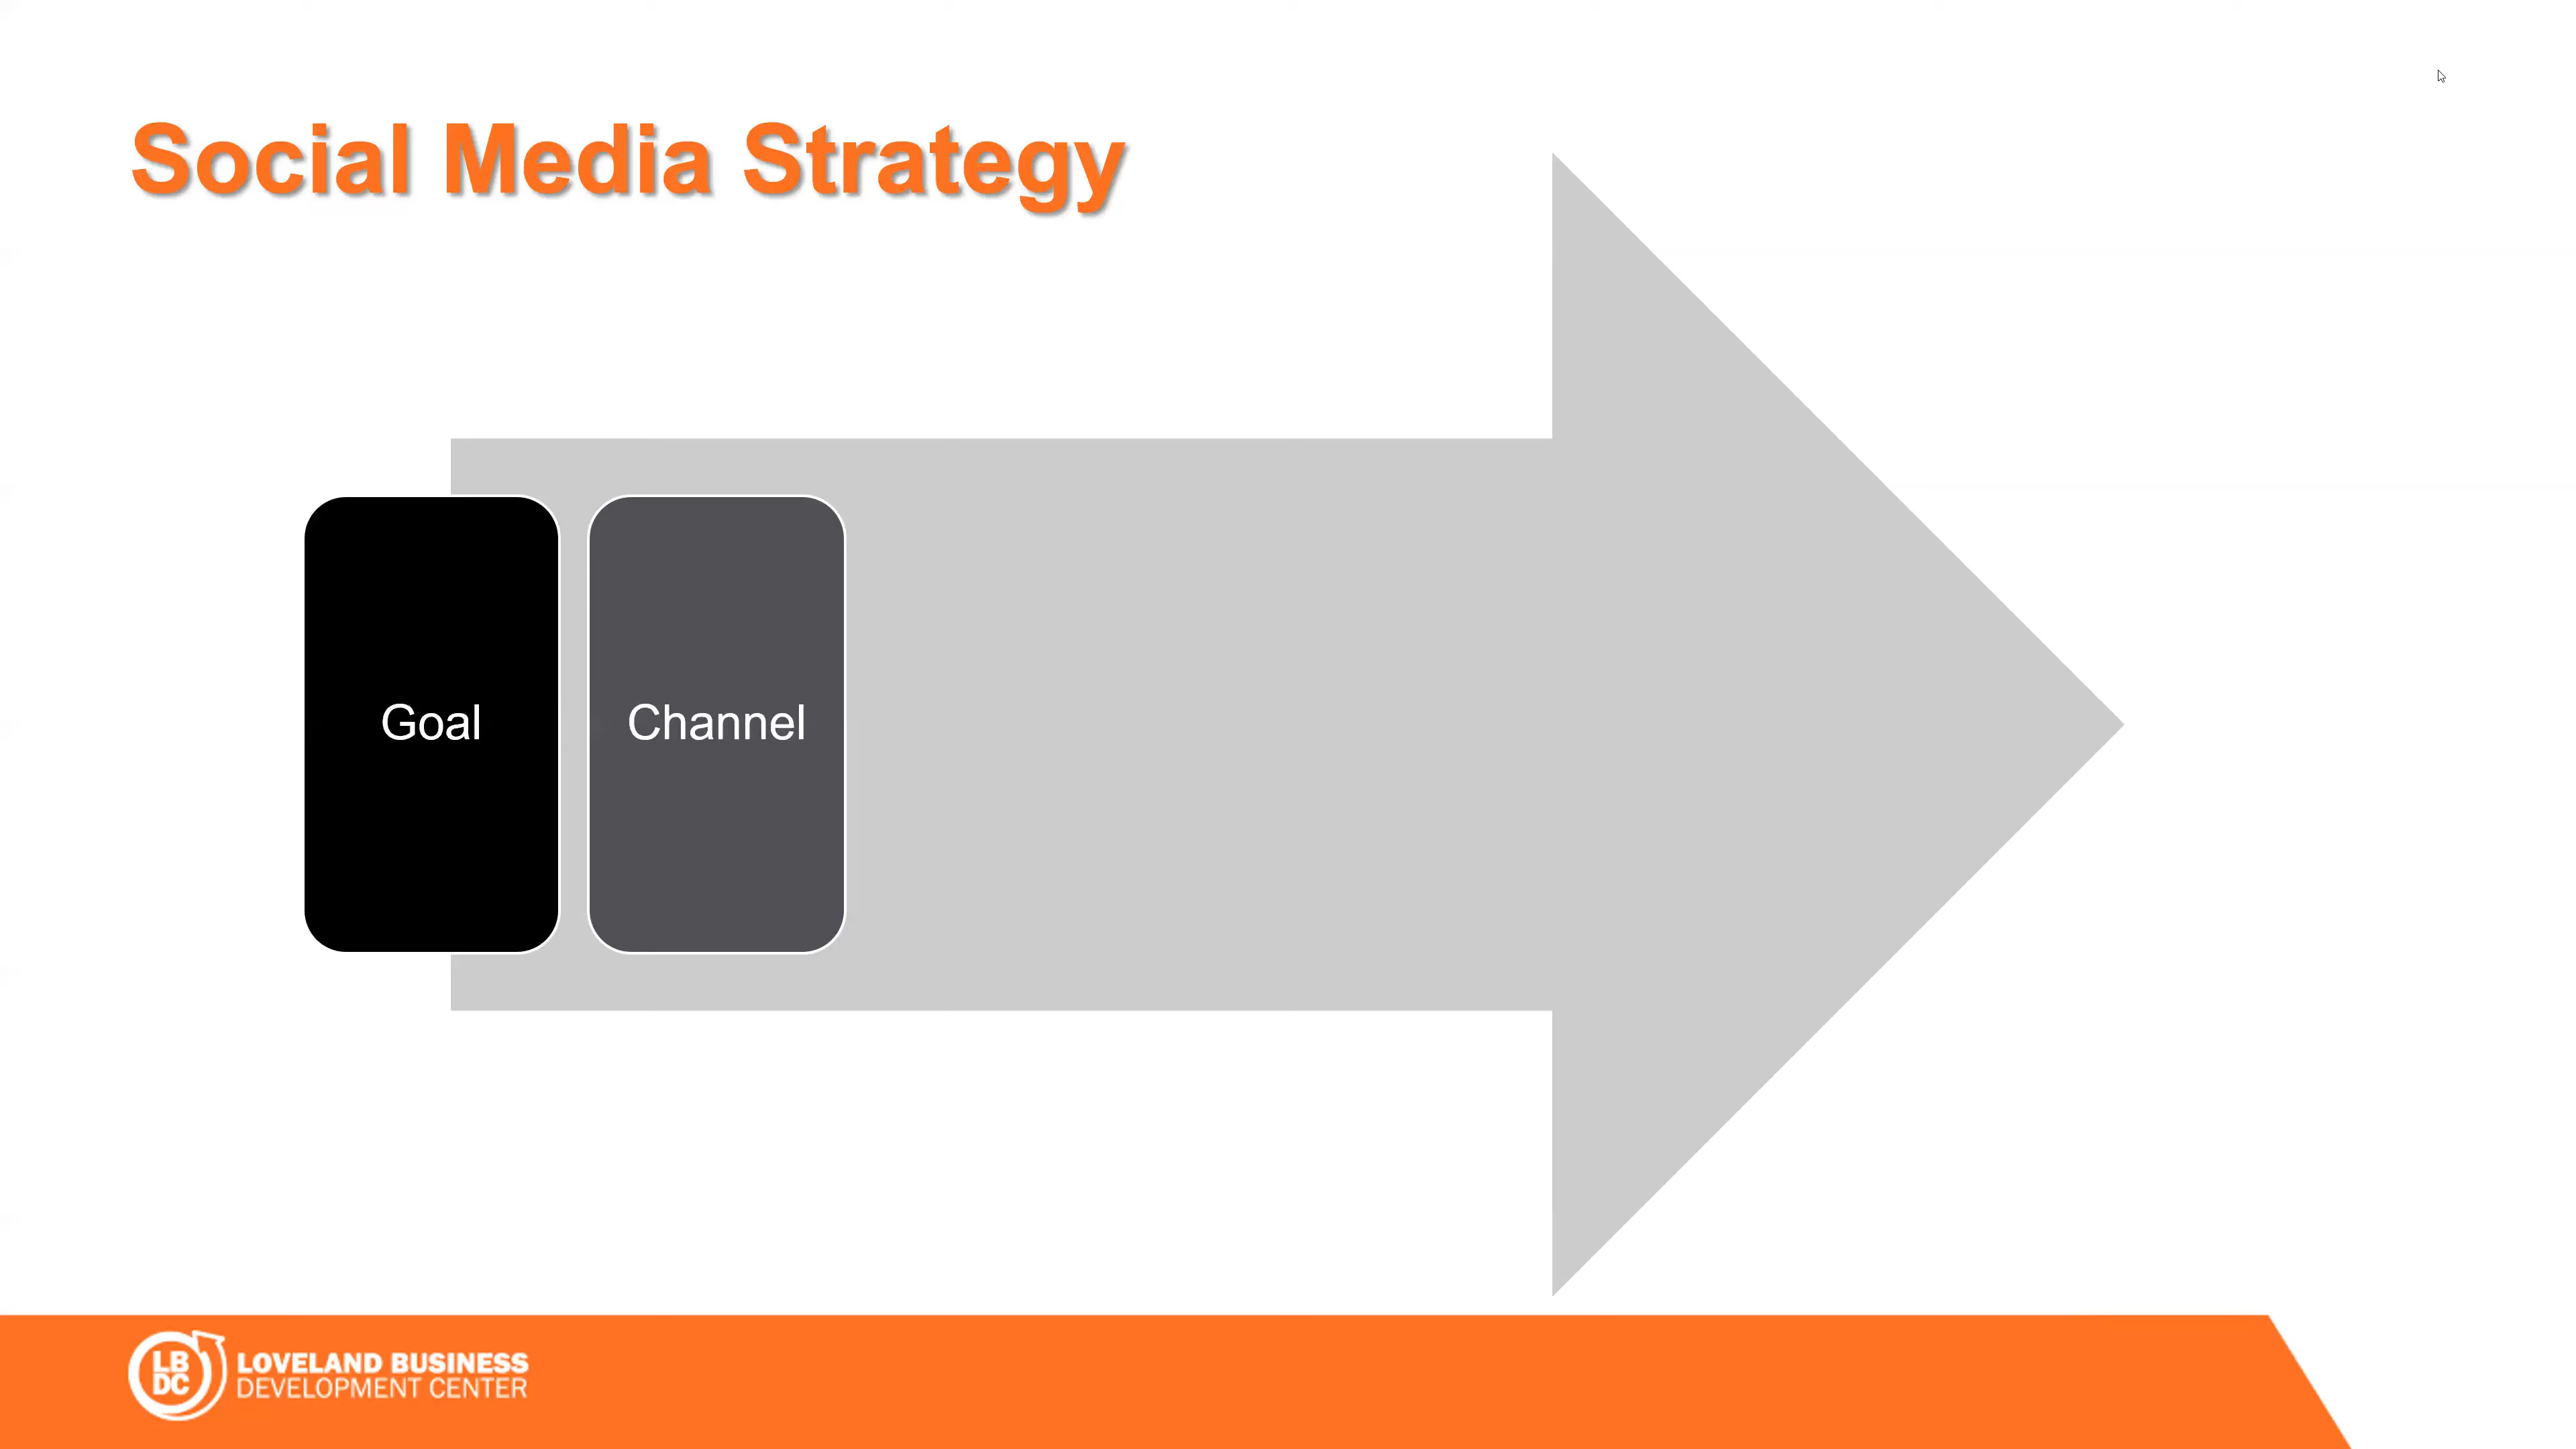 Social Media Strategy
Goal
Channel
LB
DC
LOVELAND BUSINESS
DEVELOPMENT CENTER